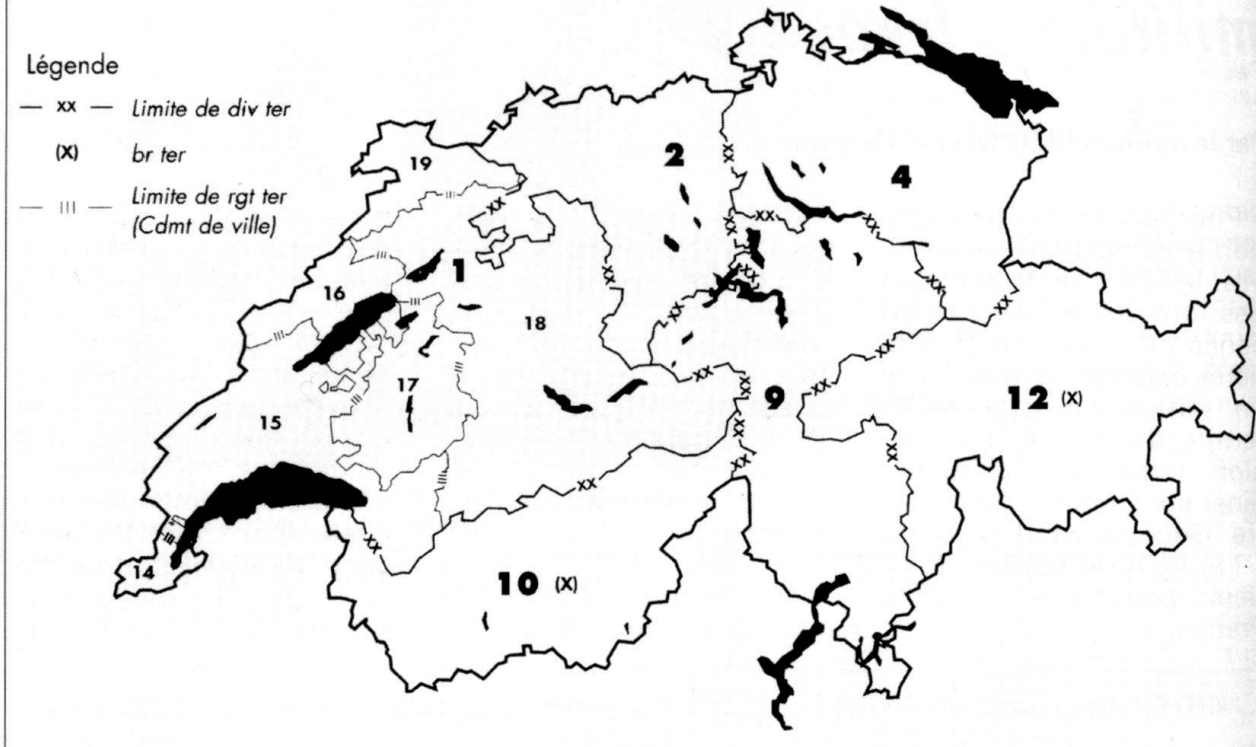 Légende
— xx — Limite de div ter
(X) br ter
— III — Limite de rgt ter
(Cdmt de ville)
19
2
4
1
16
18
17
15
9
12 (X)
14
10 (X)